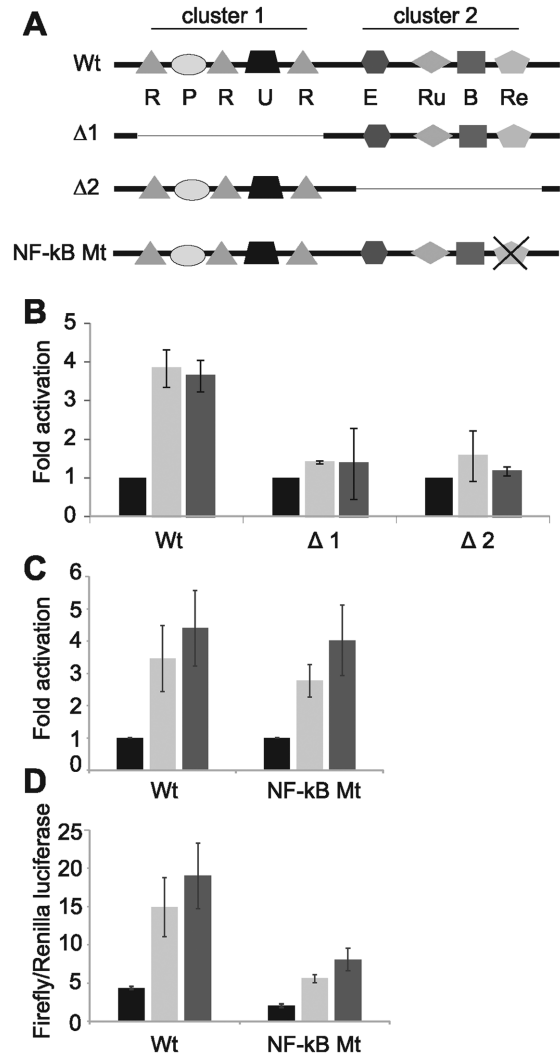 A
cluster 1 cluster 2
Wt
R P R U R E Ru B Re
Δ1
Δ2
NF-kB Mt
B
Fold activation
5
4
3
2
1
0
Wt Δ 1 Δ 2
C
Fold activation
6
5
4
3
2
1
0
Wt NF-kB Mt
D
Firefly/Renilla luciferase
25
20
15
10
5
0
Wt NF-kB Mt